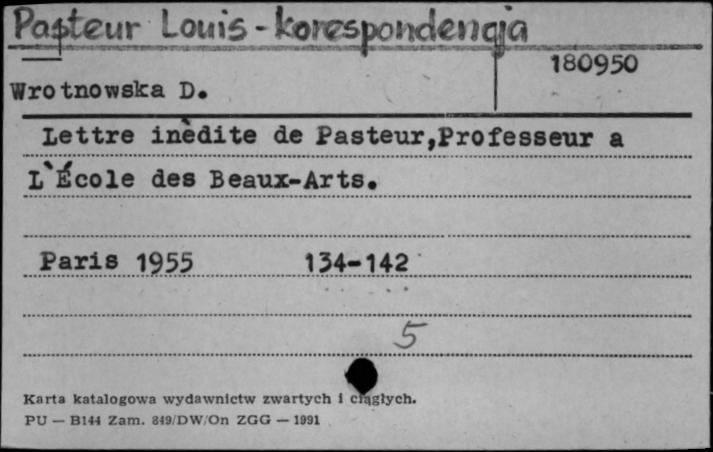 Pasteur Louis - korespondencja
180950
Wrotnowska D.
Lettre inèdite de Pasteur,Professeur a
L`École des Beaux-Arts.
Paris 1955 134-142
5
Karta katalogowa wydawnictw zwartych i ciągłych.
PU — B144 Zam. 849/DW/On ZGG — 1991